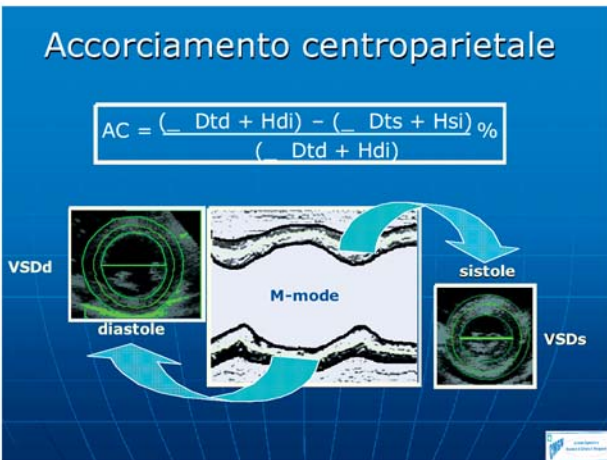 Accorciamento centroparietale
AC = (_ Dtd + Hdi) – (_ Dts + Hsi) %
(_ Dtd + Hdi)
VSDd
diastole
M-mode
sistole
VSDs